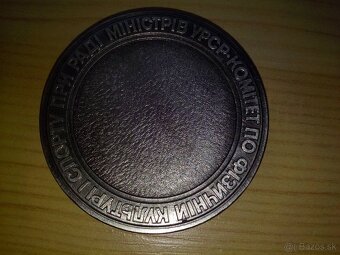 КОМІТЕТ ПО ФІЗИЧНІЙ КУЛЬТУРІ І СПОРТУ ПРИ РАДІ МІНІСТРІВ УРСР·
Bazos.sk